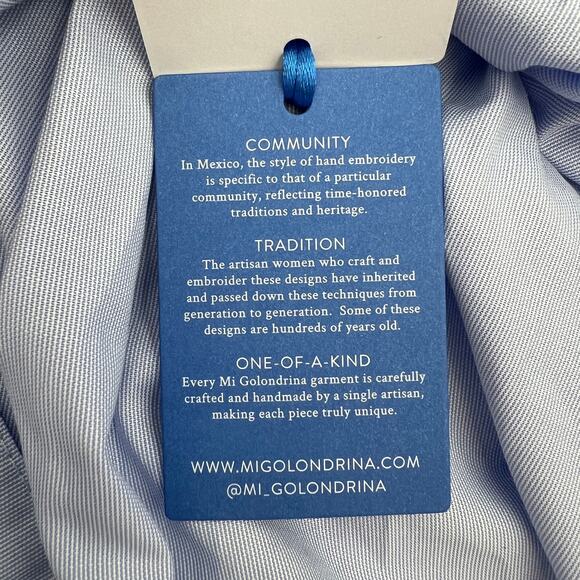 COMMUNITY
In Mexico, the style of hand embroidery
is specific to that of a particular
community, reflecting time-honored
traditions and heritage.
TRADITION
The artisan women who craft and
embroider these designs have inherited
and passed down these techniques from
generation to generation. Some of these
designs are hundreds of years old.
ONE-OF-A-KIND
Every Mi Golondrina garment is carefully
crafted and handmade by a single artisan,
making each piece truly unique.
WWW.MIGOLONDRINA.COM
@MI_GOLONDRINA